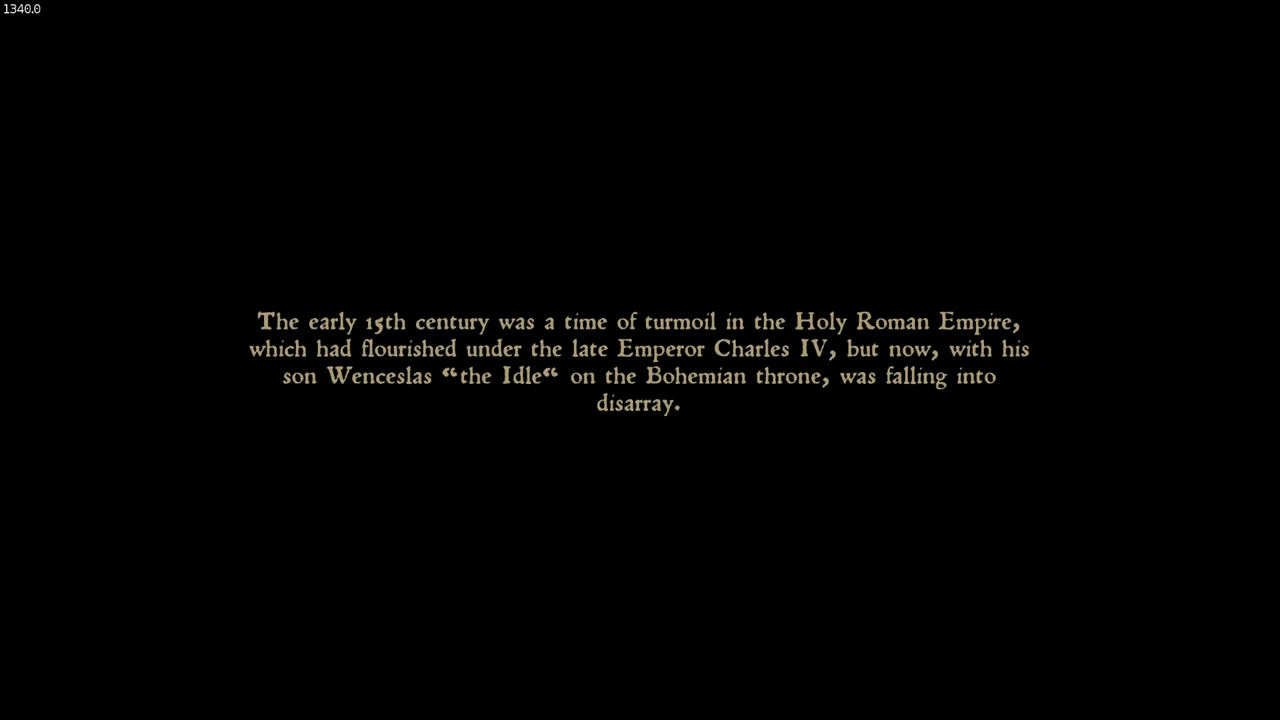 1340.0
The early 15th century was a time of turmoil in the Holy Roman Empire,
which had flourished under the late Emperor Charles IV, but now, with his
son Wenceslas “the Idle“ on the Bohemian throne, was falling into
disarray.